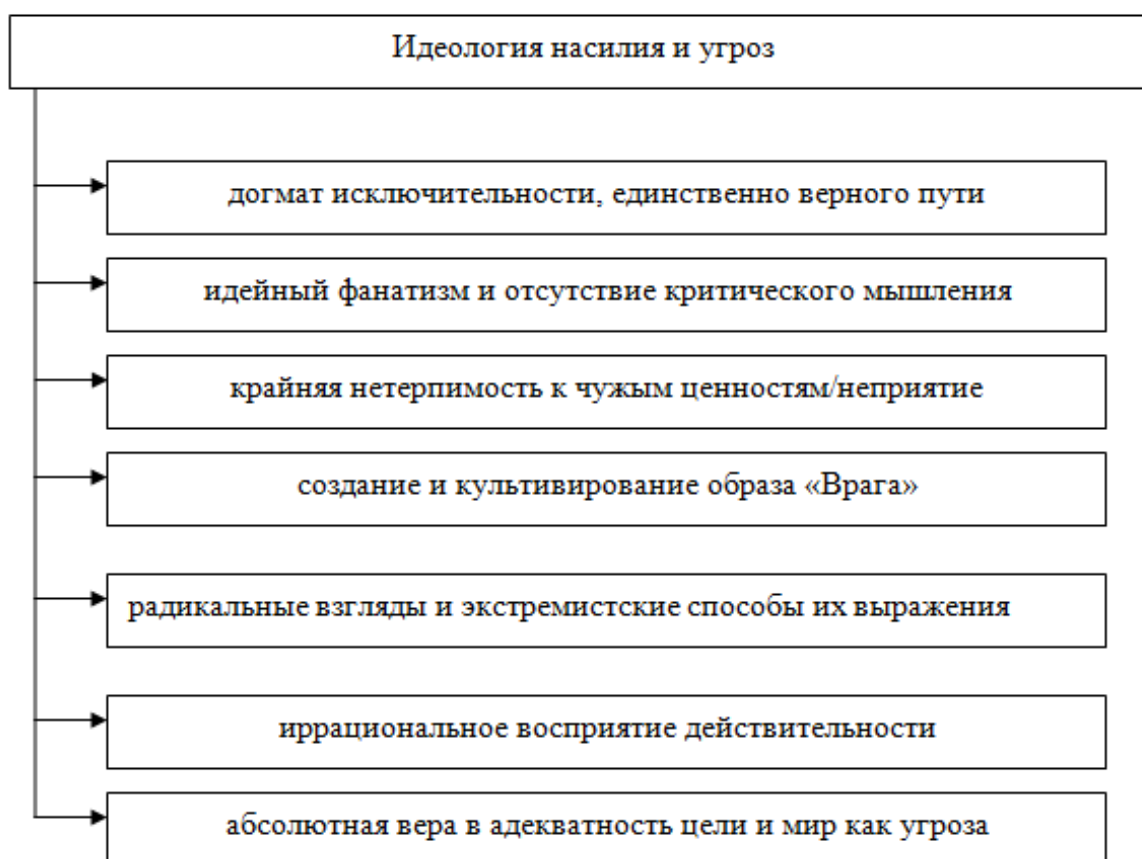 Идеология насилия и угроз
догмат исключительности, единственно верного пути
идейный фанатизм и отсутствие критического мышления
крайняя нетерпимость к чужым ценностям/неприятие
создание и культивирование образа «Врага»
радикальные взгляды и экстремистские способы их выражения
иррациональное восприятие действительности
абсолютная вера в адекватность цели и мир как угроза